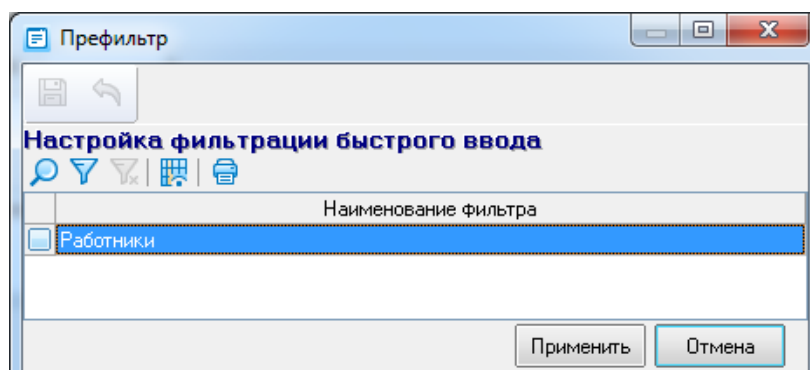 Префильтр
Настройка фильтрации быстрого ввода
Наименование фильтра
Работники
Применить Отмена